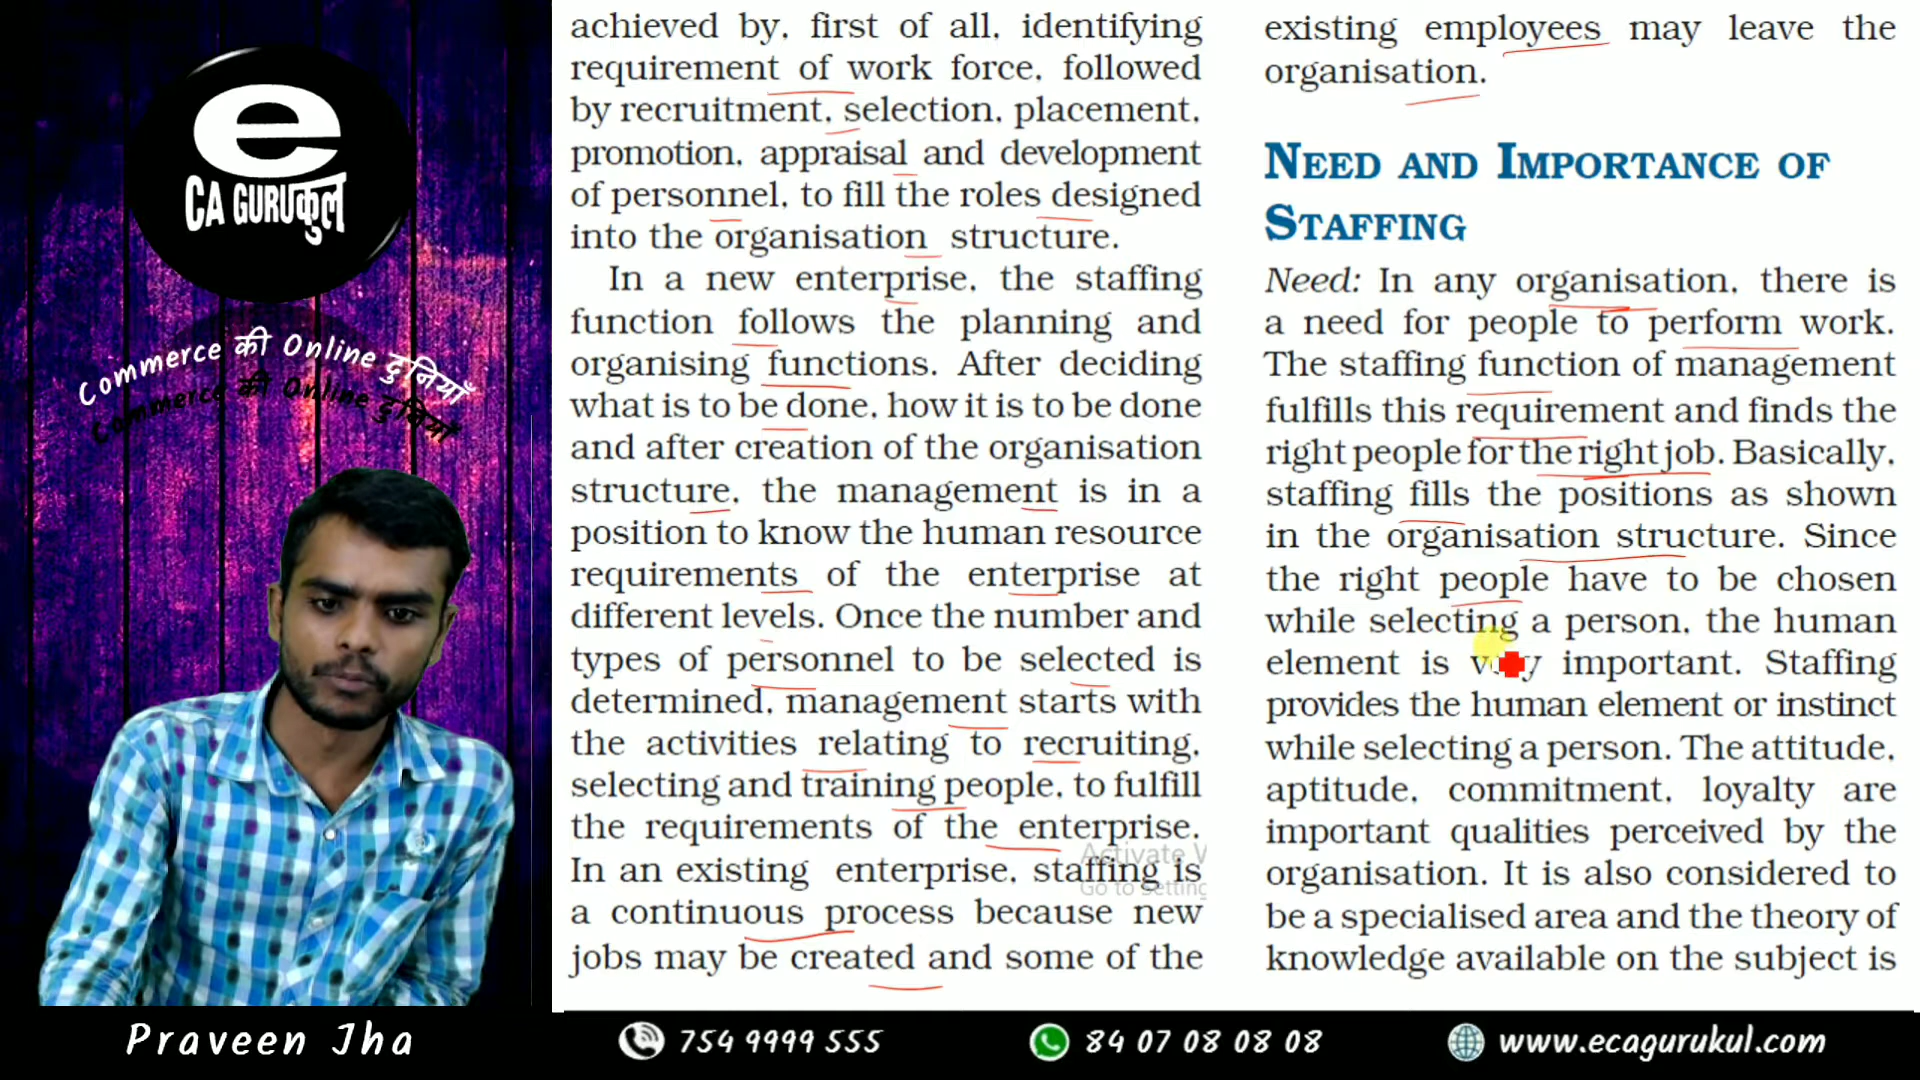 e
CA GURUकुल
Commerce की Online दुनियाँ
Commerce की Online दुनियाँ
achieved by, first of all, identifying
requirement of work force, followed
by recruitment, selection, placement,
promotion, appraisal and development
of personnel, to fill the roles designed
into the organisation structure.
In a new enterprise, the staffing
function follows the planning and
organising functions. After deciding
what is to be done, how it is to be done
and after creation of the organisation
structure, the management is in a
position to know the human resource
requirements of the enterprise at
different levels. Once the number and
types of personnel to be selected is
determined, management starts with
the activities relating to recruiting,
selecting and training people, to fulfill
the requirements of the enterprise.
In an existing enterprise, staffing is
a continuous process because new
jobs may be created and some of the
Activate
Go to Setting
existing employees may leave the
organisation.
NEED AND IMPORTANCE OF
STAFFING
Need: In any organisation, there is
a need for people to perform work.
The staffing function of management
fulfills this requirement and finds the
right people for the right job. Basically,
staffing fills the positions as shown
in the organisation structure. Since
the right people have to be chosen
while selecting a person, the human
element is very important. Staffing
provides the human element or instinct
while selecting a person. The attitude,
aptitude, commitment, loyalty are
important qualities perceived by the
organisation. It is also considered to
be a specialised area and the theory of
knowledge available on the subject is
Praveen Jha
754 9999 555
84 07 08 08 08
www.ecagurukul.com